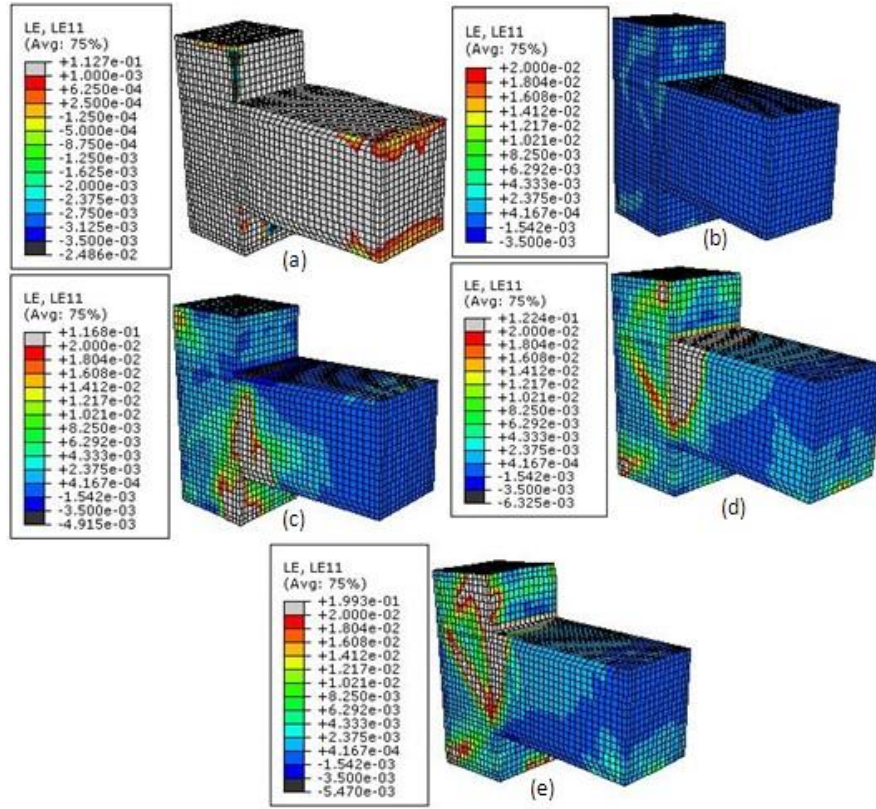 LE, LE11
(Avg: 75%)
+1.127e-01
+1.000e-03
+6.250e-04
+2.500e-04
-1.250e-04
-5.000e-04
-8.750e-04
-1.250e-03
-1.625e-03
-2.000e-03
-2.375e-03
-2.750e-03
-3.125e-03
-3.500e-03
-2.486e-02
(a)
LE, LE11
(Avg: 75%)
+2.000e-02
+1.804e-02
+1.608e-02
+1.412e-02
+1.217e-02
+1.021e-02
+8.250e-03
+6.292e-03
+4.333e-03
+2.375e-03
+4.167e-04
-1.542e-03
-3.500e-03
(b)
LE, LE11
(Avg: 75%)
+1.168e-01
+2.000e-02
+1.804e-02
+1.608e-02
+1.412e-02
+1.217e-02
+1.021e-02
+8.250e-03
+6.292e-03
+4.333e-03
+2.375e-03
+4.167e-04
-1.542e-03
-3.500e-03
-4.915e-03
(c)
LE, LE11
(Avg: 75%)
+1.224e-01
+2.000e-02
+1.804e-02
+1.608e-02
+1.412e-02
+1.217e-02
+1.021e-02
+8.250e-03
+6.292e-03
+4.333e-03
+2.375e-03
+4.167e-04
-1.542e-03
-3.500e-03
-6.325e-03
(d)
LE, LE11
(Avg: 75%)
+1.993e-01
+2.000e-02
+1.804e-02
+1.608e-02
+1.412e-02
+1.217e-02
+1.021e-02
+8.250e-03
+6.292e-03
+4.333e-03
+2.375e-03
+4.167e-04
-1.542e-03
-3.500e-03
-5.470e-03
(e)